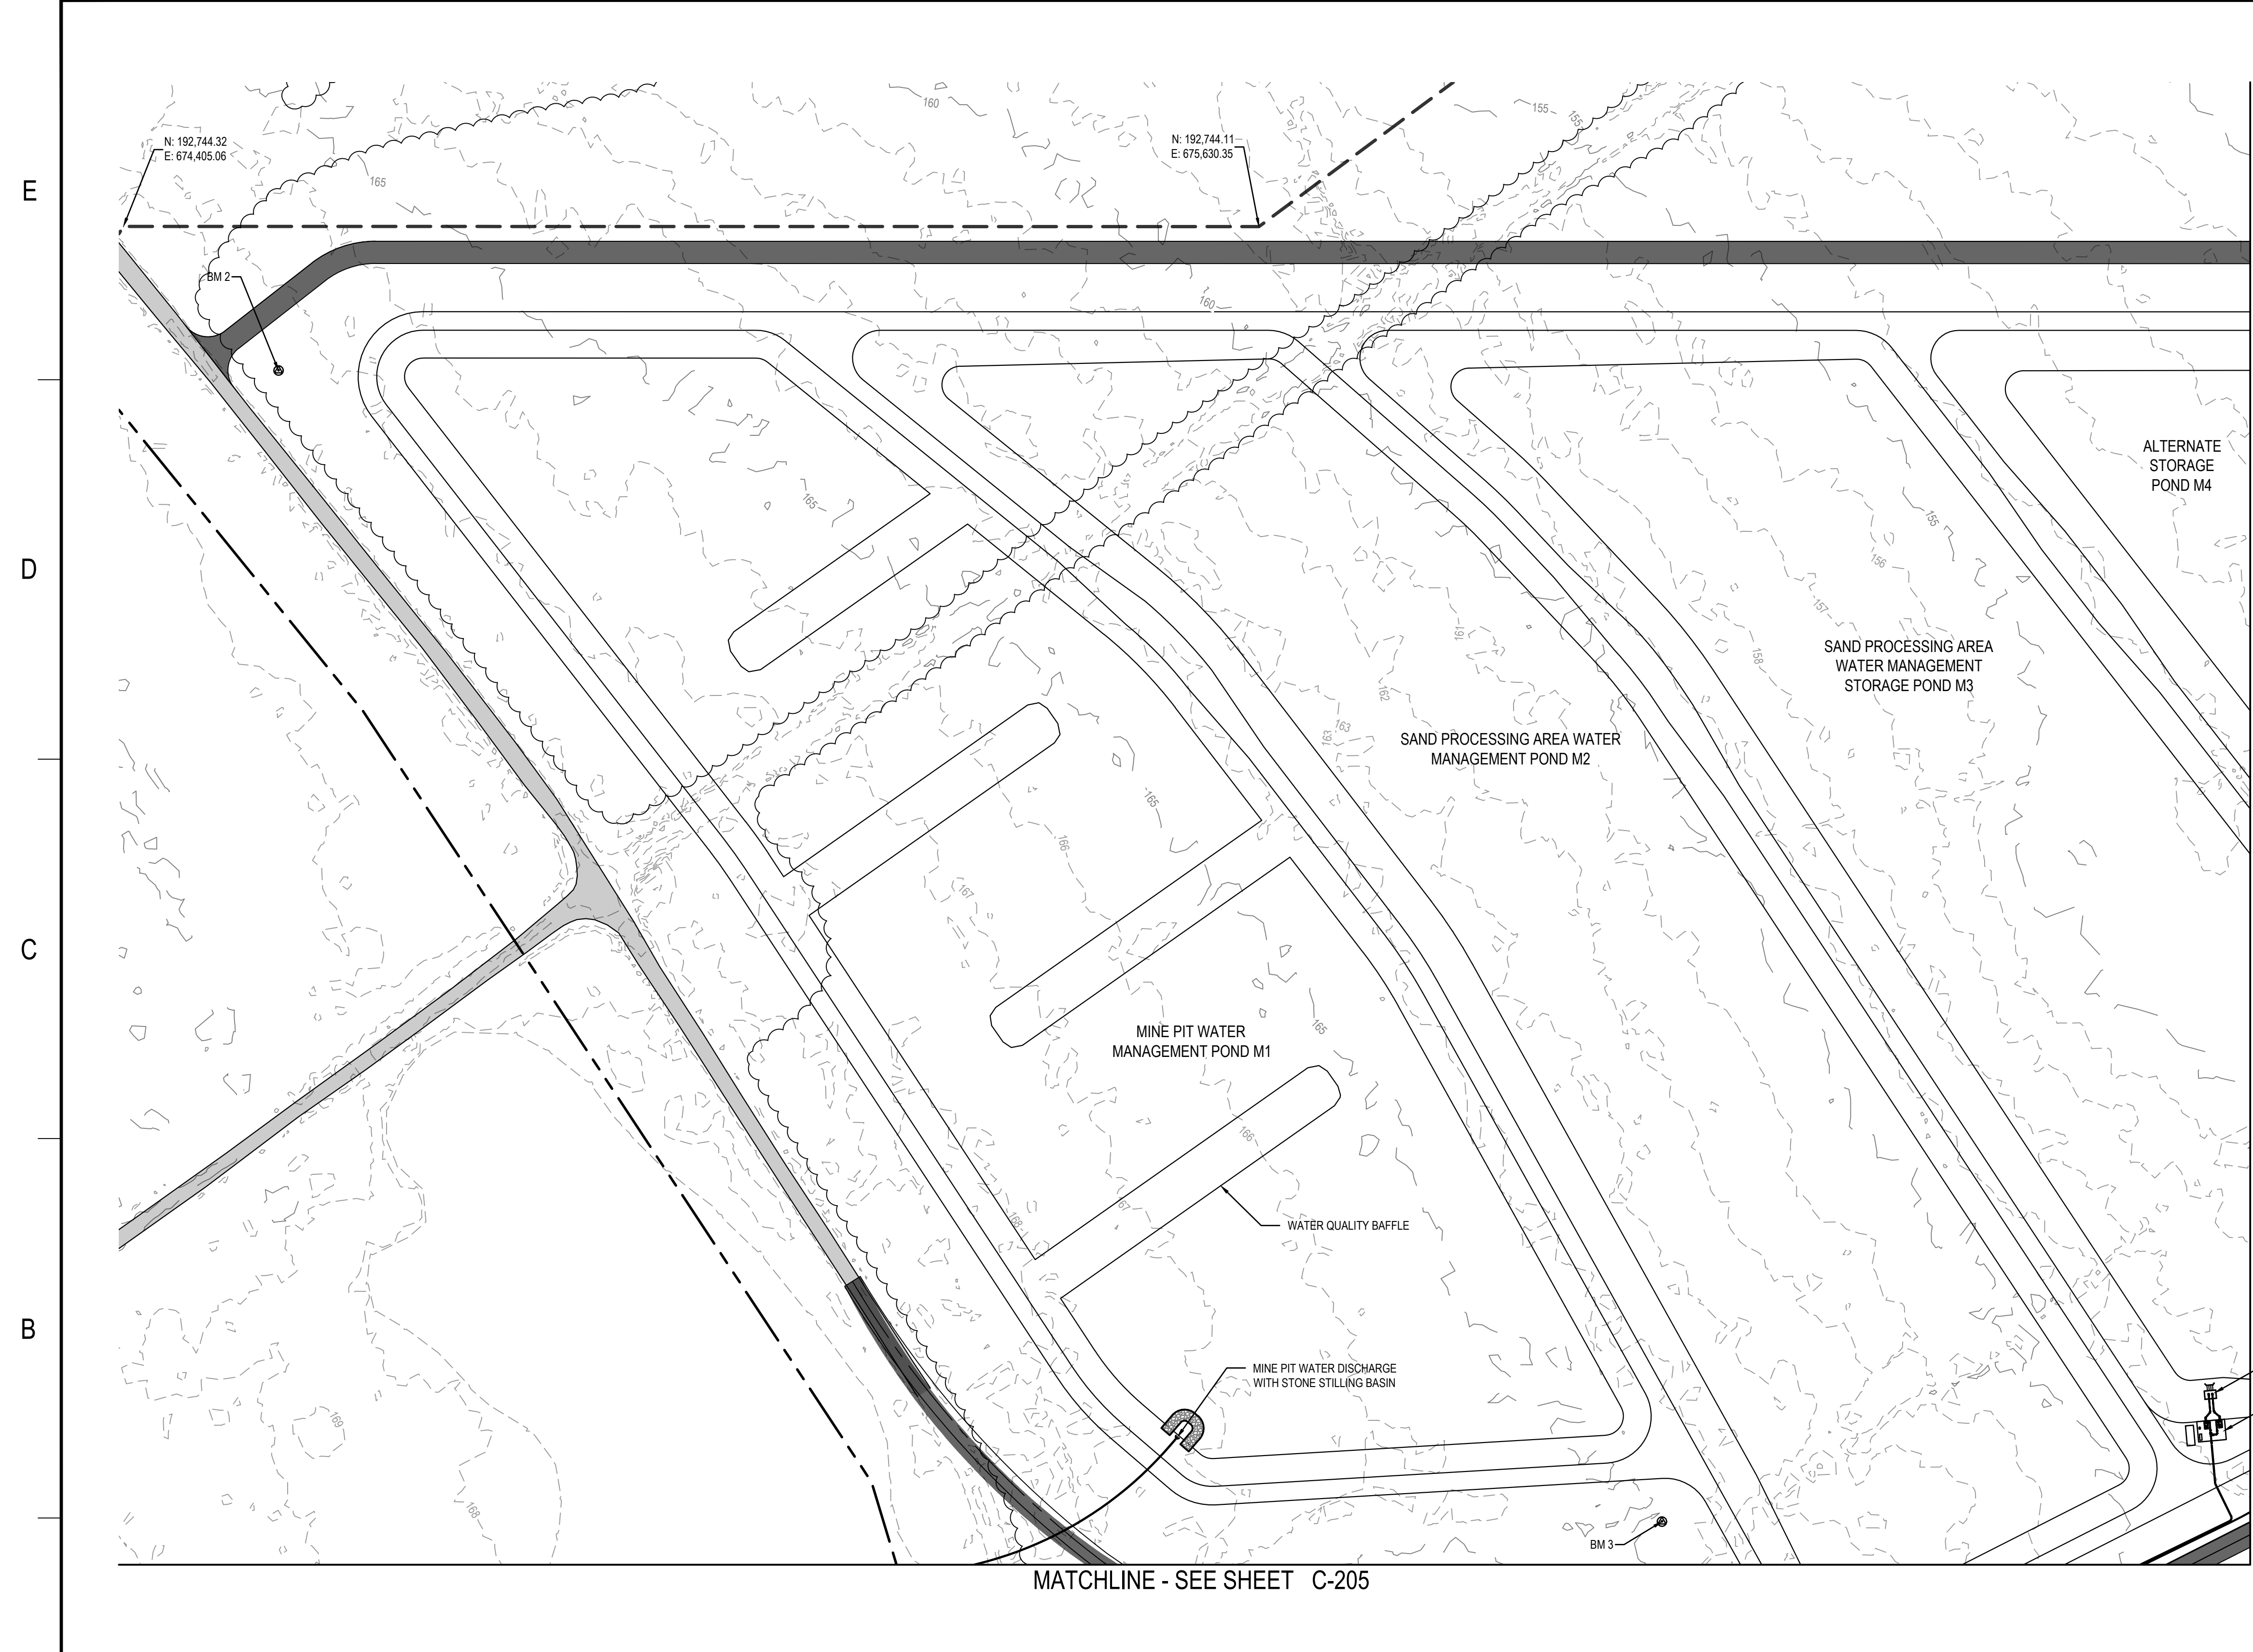 160
155
155
N: 192,744.32
E: 674,405.06
N: 192,744.11
E: 675,630.35
E
165
BM 2
160
ALTERNATE
STORAGE
POND M4
165
155
156
D
157
161
158
SAND PROCESSING AREA
WATER MANAGEMENT
STORAGE POND M3
162
163
163
SAND PROCESSING AREA WATER
MANAGEMENT POND M2
165
166
167
C
165
MINE PIT WATER
MANAGEMENT POND M1
166
167
168
WATER QUALITY BAFFLE
B
MINE PIT WATER DISCHARGE
WITH STONE STILLING BASIN
169
168
BM 3
MATCHLINE - SEE SHEET C-205